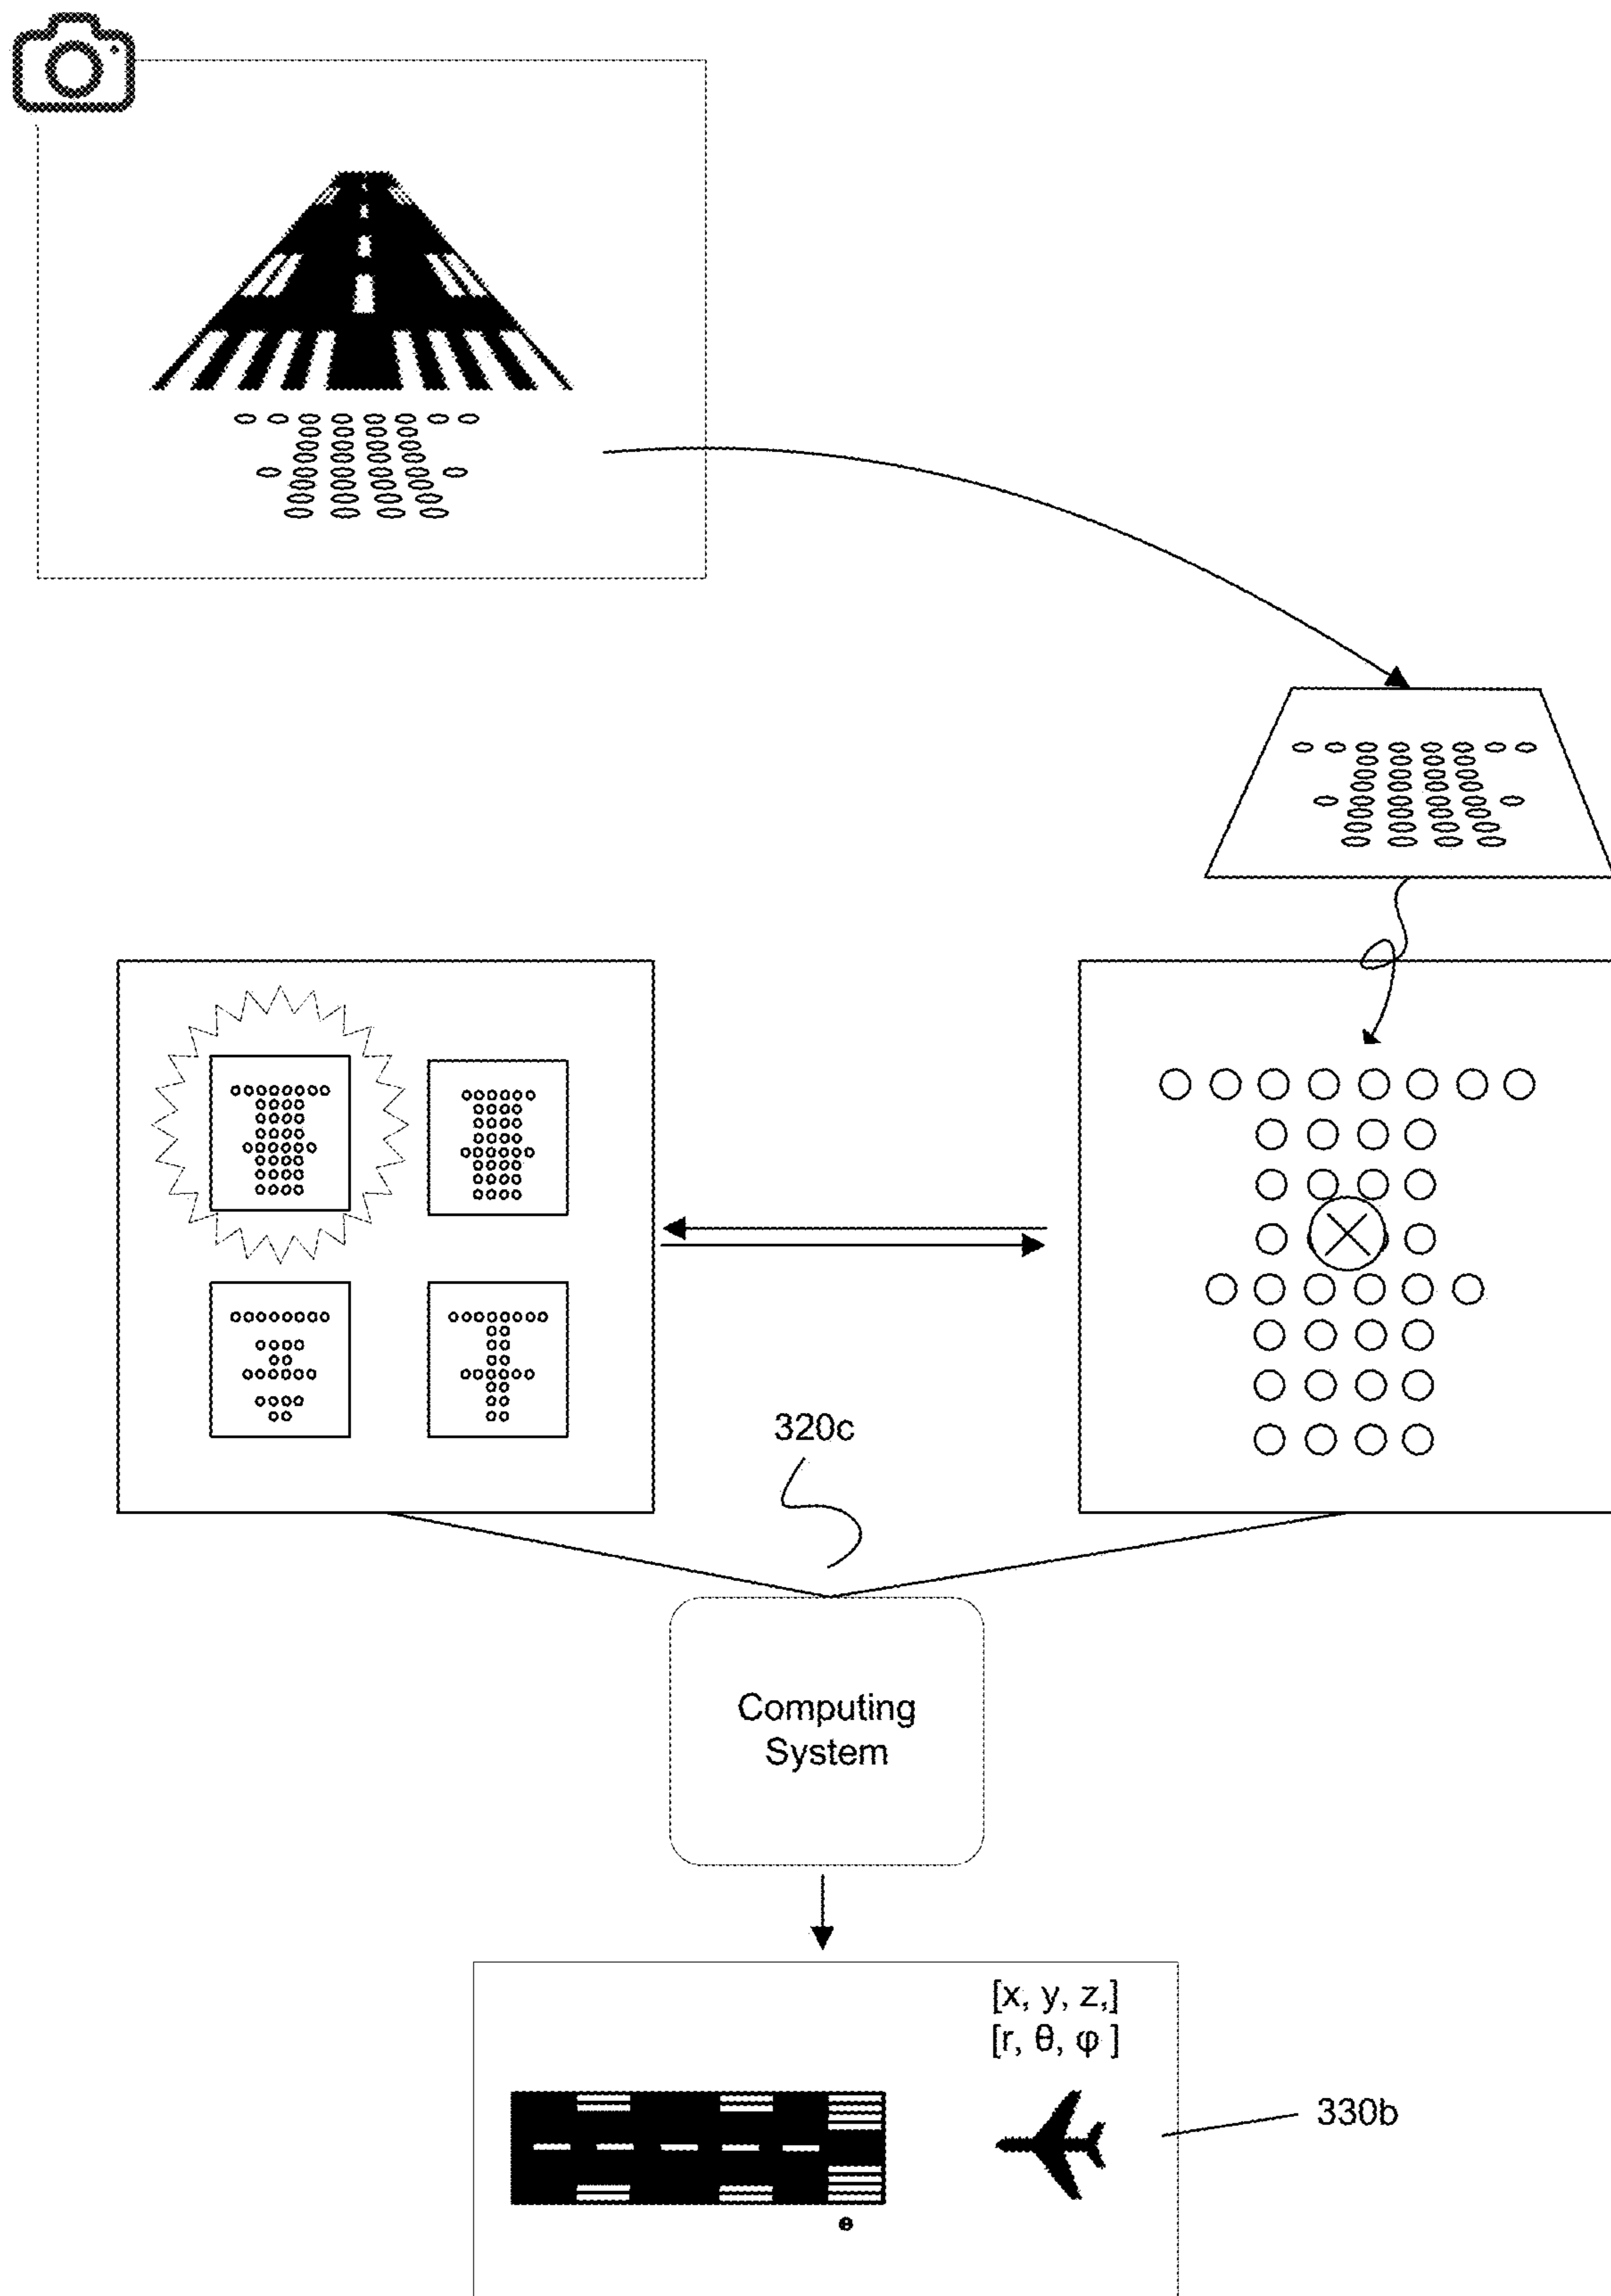 320c
Computing
System
[x, y, z,]
[r, θ, φ ]
330b
e